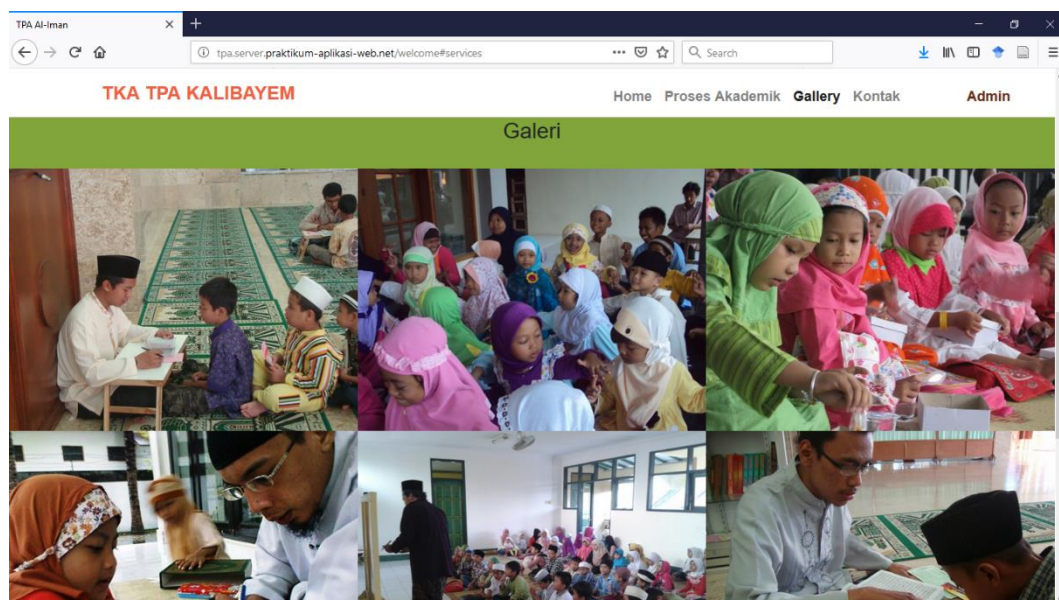 TPA Al-Iman
tpa.server.praktikum-aplikasi-web.net/welcome#services
Search
TKA TPA KALIBAYEM
Home Proses Akademik Gallery Kontak Admin
Galeri